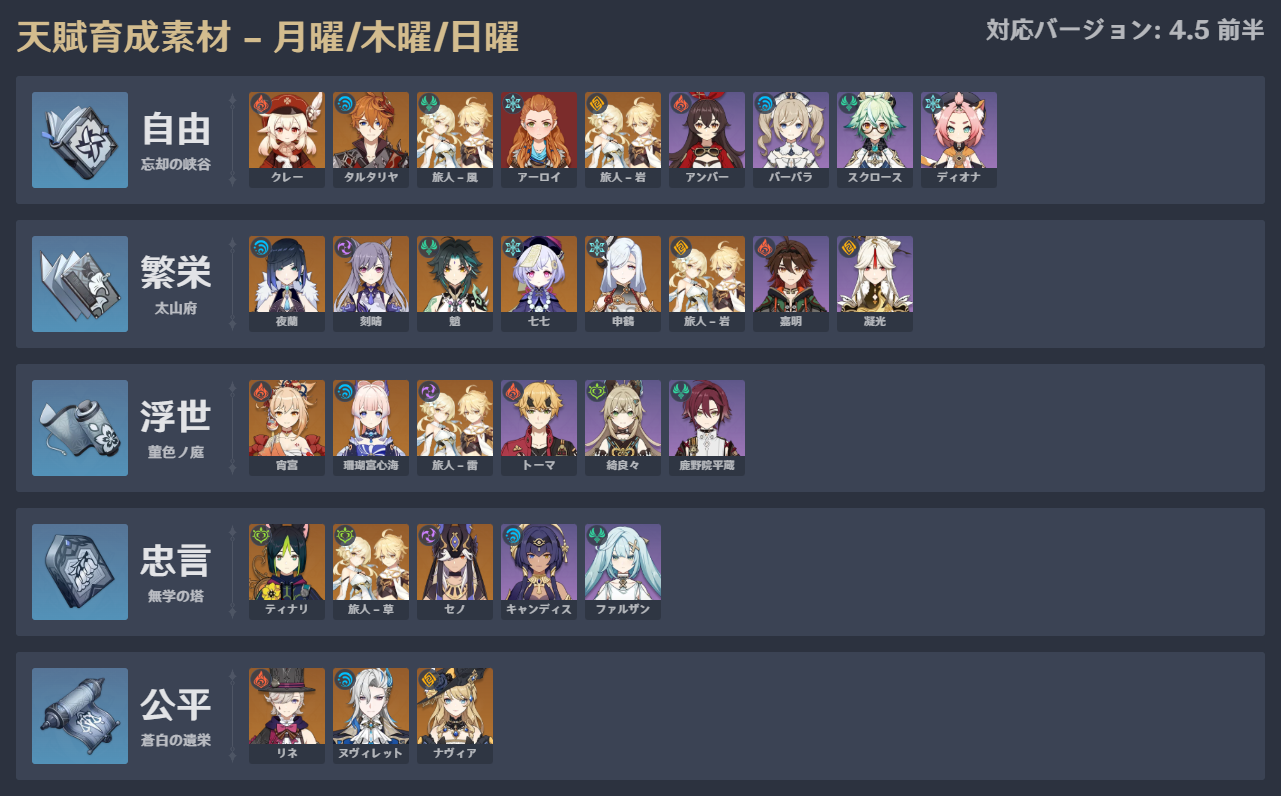 天賦育成素材 – 月曜/木曜/日曜
対応バージョン: 4.5 前半
自由
忘却の峡谷
クレー
タルタリヤ
旅人 – 風
アーロイ
旅人 – 岩
アンバー
バーバラ
スクロース
ディオナ
繁栄
太山府
夜蘭
刻晴
魈
七七
申鶴
旅人 – 岩
嘉明
凝光
浮世
菫色ノ庭
宵宮
珊瑚宮心海
旅人 – 雷
トーマ
綺良々
鹿野院平蔵
忠言
無学の塔
ティナリ
旅人 – 草
セノ
キャンディス
ファルザン
公平
蒼白の遺栄
リネ
ヌヴィレット
ナヴィア